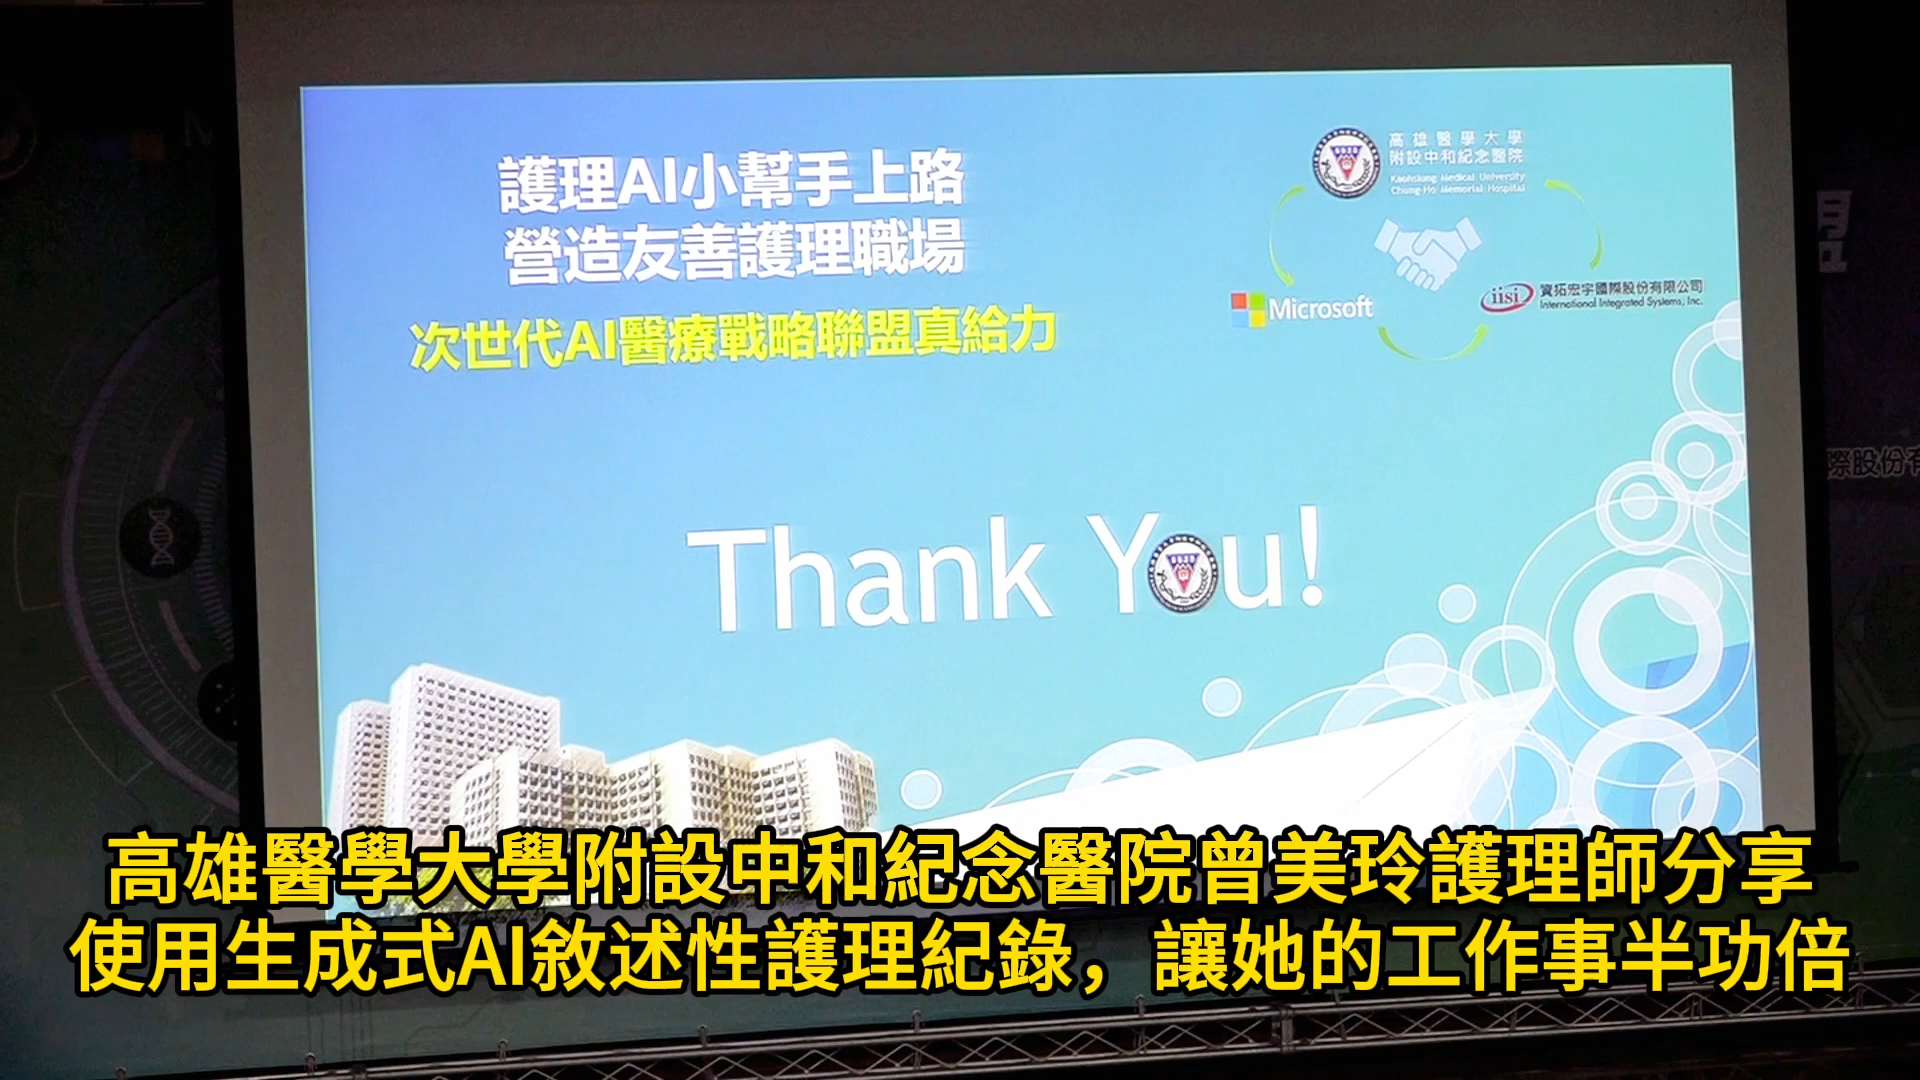 護理AI小幫手上路
營造友善護理職場
次世代AI醫療戰略聯盟真給力
高雄醫學大學
附設中和紀念醫院
Kaohsiung Medical University
Chung-Ho Memorial Hospital
Microsoft
iisi 資拓宏宇國際股份有限公司
International Integrated Systems, Inc.
Thank You!
盟
際股份有
高雄醫學大學附設中和紀念醫院曾美玲護理師分享
使用生成式AI敘述性護理紀錄，讓她的工作事半功倍